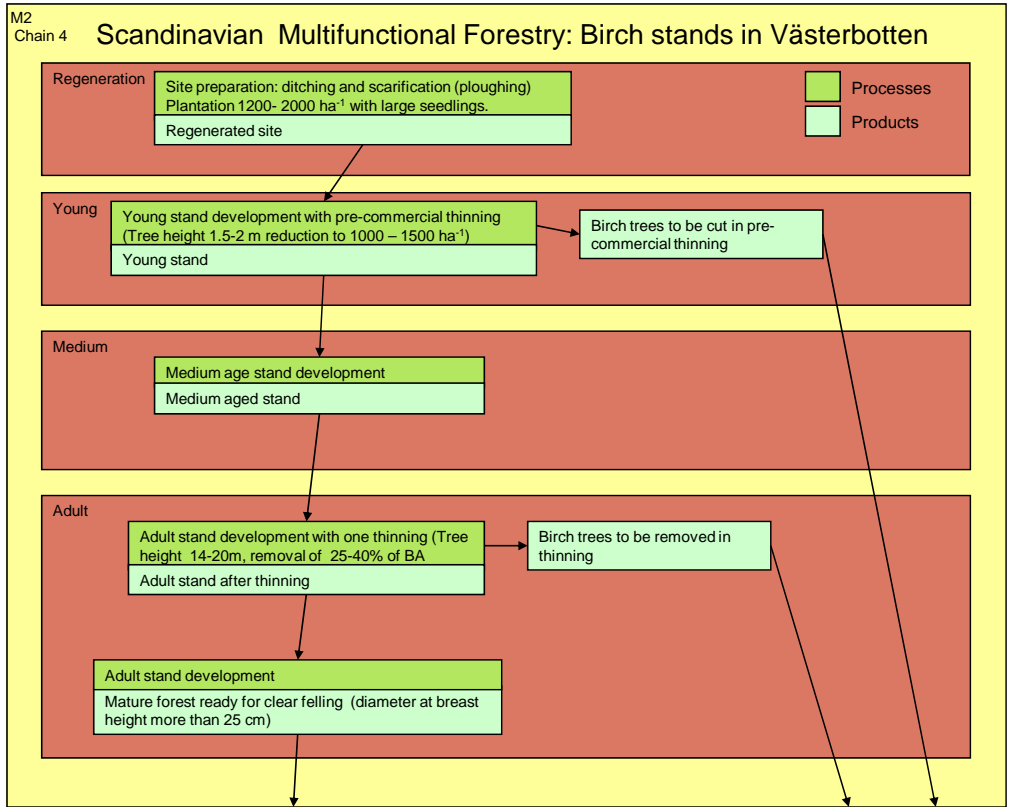 M2
Chain 4
Scandinavian Multifunctional Forestry: Birch stands in Västerbotten
Regeneration
Site preparation: ditching and scarification (ploughing)
Plantation 1200- 2000 ha-1 with large seedlings.
Regenerated site
Processes
Products
Young
Young stand development with pre-commercial thinning
(Tree height 1.5-2 m reduction to 1000 – 1500 ha-1)
Young stand
Birch trees to be cut in pre-
commercial thinning
Medium
Medium age stand development
Medium aged stand
Adult
Adult stand development with one thinning (Tree
height 14-20m, removal of 25-40% of BA
Adult stand after thinning
Birch trees to be removed in
thinning
Adult stand development
Mature forest ready for clear felling (diameter at breast
height more than 25 cm)